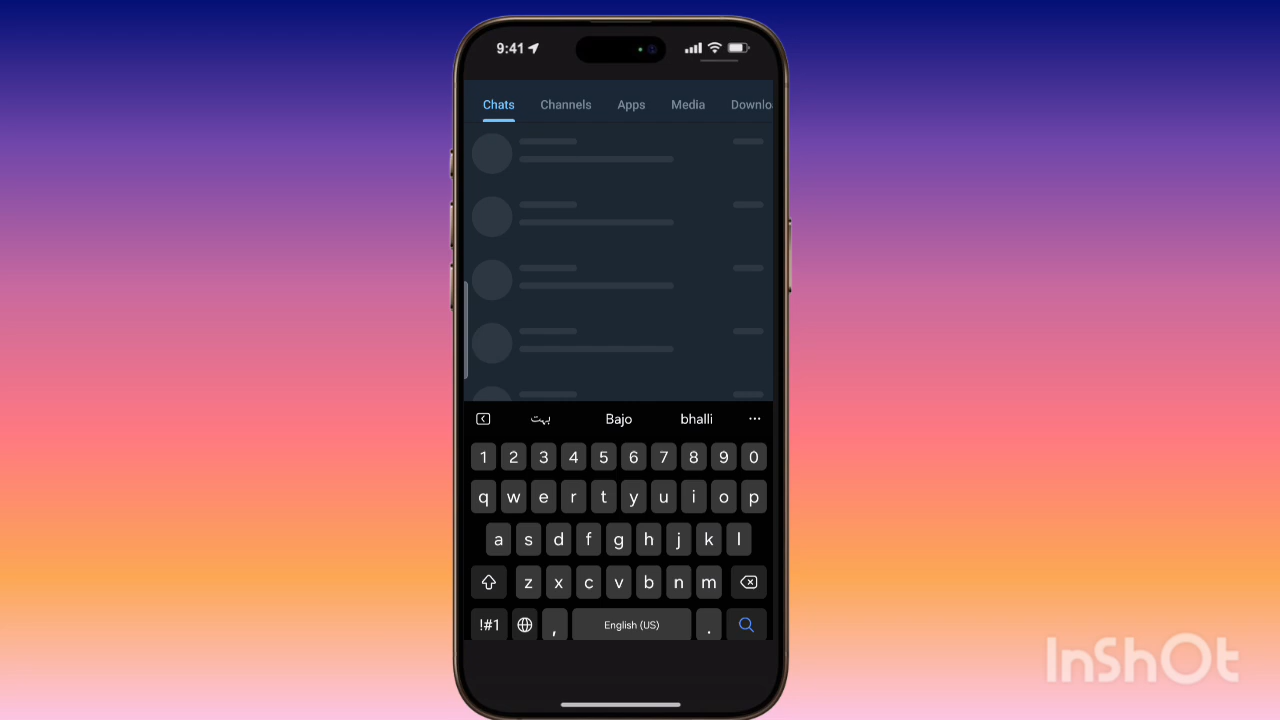 9:41
Chats Channels Apps Media Downlo
بہت Bajo bhalli ...
1 2 3 4 5 6 7 8 9 0
q w e r t y u i o p
a s d f g h j k l
z x c v b n m
!#1 , English (US) .
InShOt